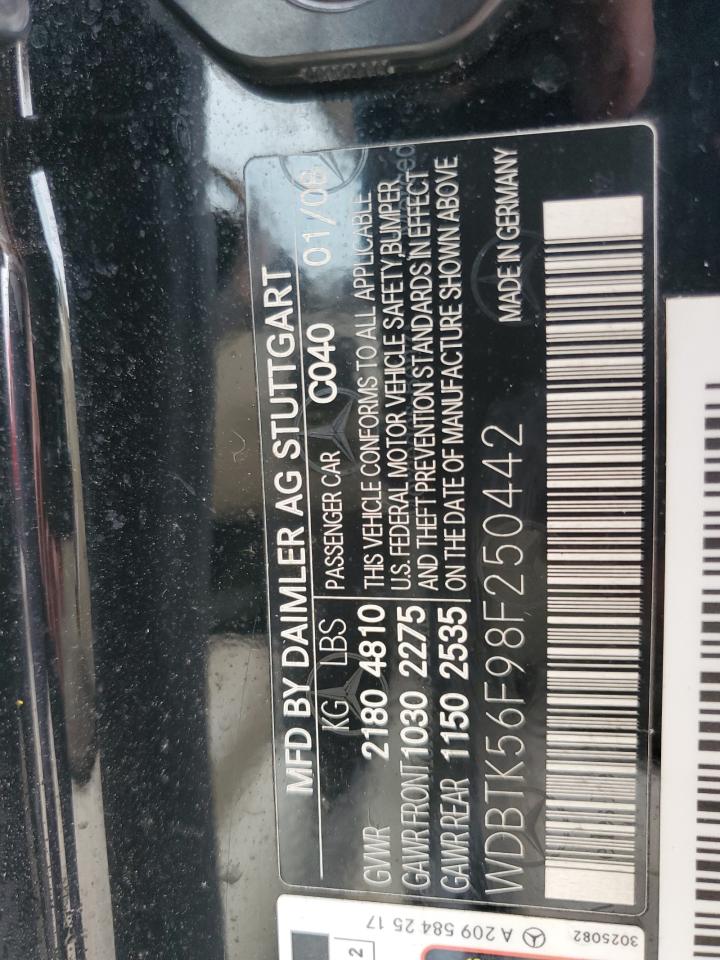 MFD BY DAIMLER AG STUTTGART
KG LBS PASSENGER CAR C040 01/08
GVWR 2180 4810 THIS VEHICLE CONFORMS TO ALL APPLICABLE
GAWR FRONT 1030 2275 U.S. FEDERAL MOTOR VEHICLE SAFETY, BUMPER
AND THEFT PREVENTION STANDARDS IN EFFECT
GAWR REAR 1150 2535 ON THE DATE OF MANUFACTURE SHOWN ABOVE
WDBTK56F98F250442 MADE IN GERMANY
A 209 584 25 17
3025082
2